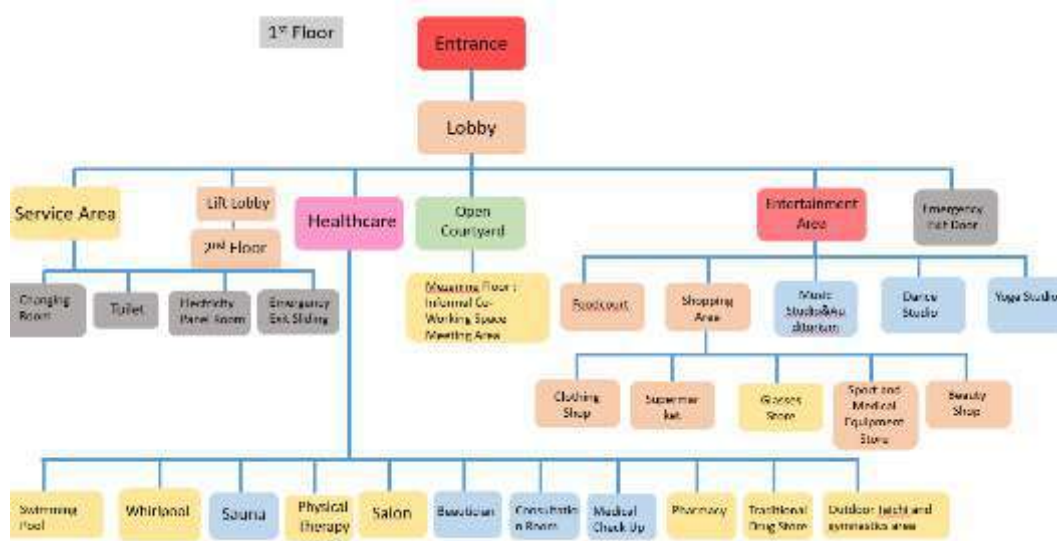 1st Floor
Entrance
Lobby
Service Area
Lift Lobby
2nd Floor
Healthcare
Open
Courtyard
Entertainment
Area
Emergency
Exit Door
Changing
Room
Toilet
Electricity
Panel Room
Emergency
Exit Sliding
Mezanine Floor :
Informal Co-
Working Space
Meeting Area
Foodcourt
Shopping
Area
Music
Studio&Au
ditorium
Dance
Studio
Yoga Studio
Clothing
Shop
Supermar
ket
Glasses
Store
Sport and
Medical
Equipment
Store
Beauty
Shop
Swimming
Pool
Whirlpool
Sauna
Physical
Therapy
Salon
Beautician
Consultatio
n Room
Medical
Check Up
Pharmacy
Traditional
Drug Store
Outdoor taichi and
gymnastics area